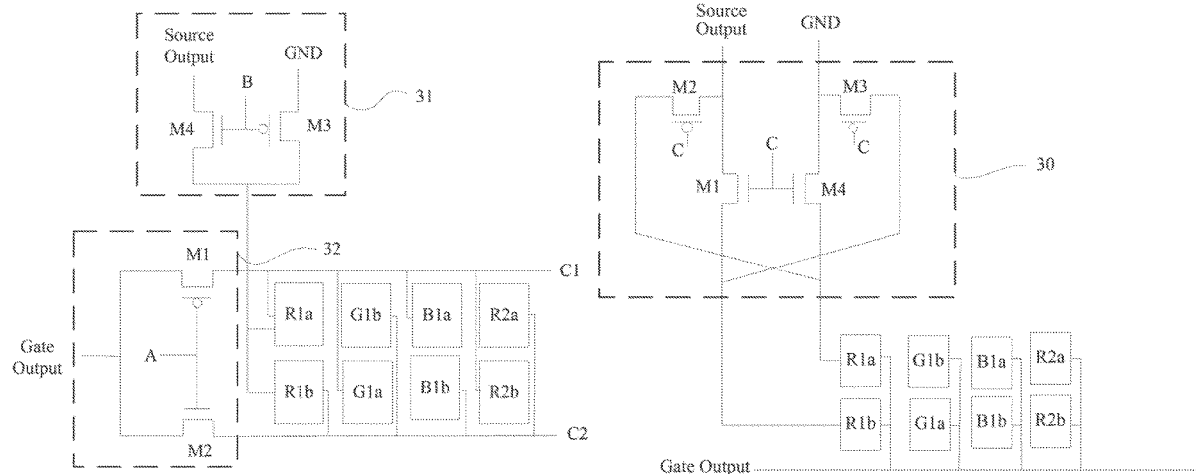 Source
Output
GND
B
M4
M3
31
32
M1
Gate
Output
A
M2
C1
R1a
G1b
B1a
R2a
R1b
G1a
B1b
R2b
C2
Source
Output
GND
M2
M3
C
C
C
M1
M4
30
R1a
G1b
B1a
R2a
R1b
G1a
B1b
R2b
Gate Output